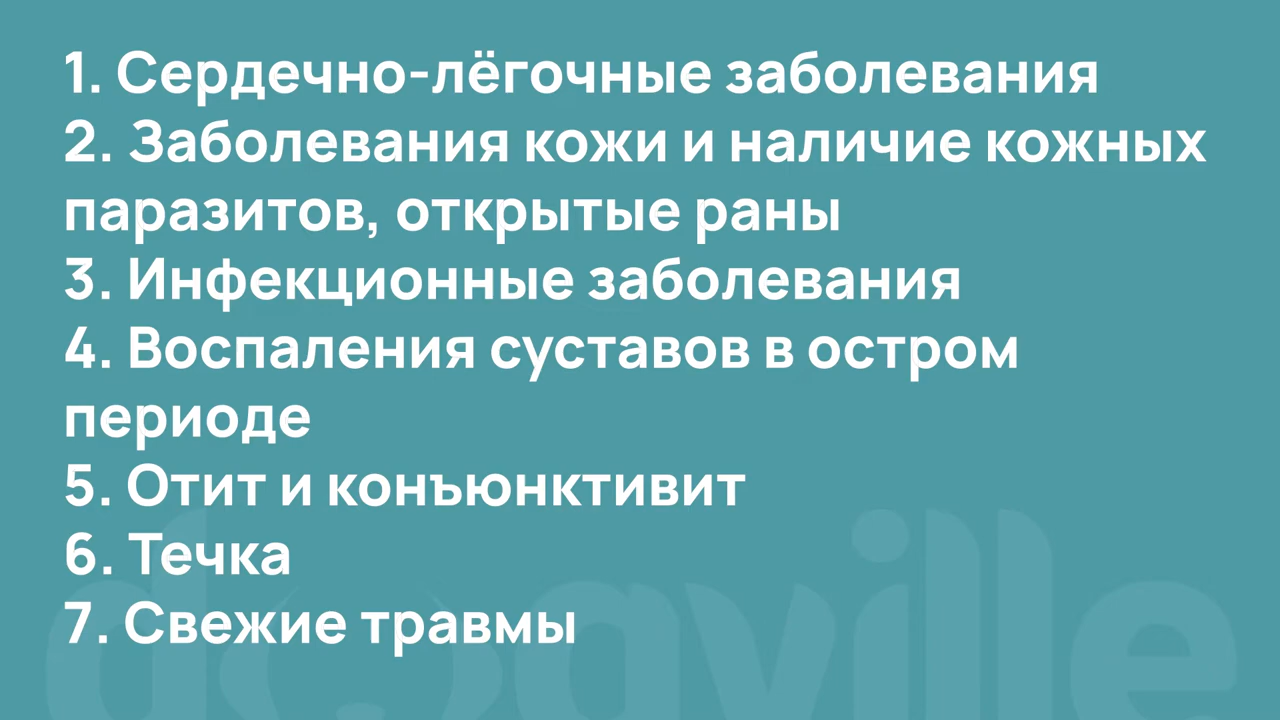 1. Сердечно-лёгочные заболевания
2. Заболевания кожи и наличие кожных
паразитов, открытые раны
3. Инфекционные заболевания
4. Воспаления суставов в остром
периоде
5. Отит и конъюнктивит
6. Течка
7. Свежие травмы
dogville